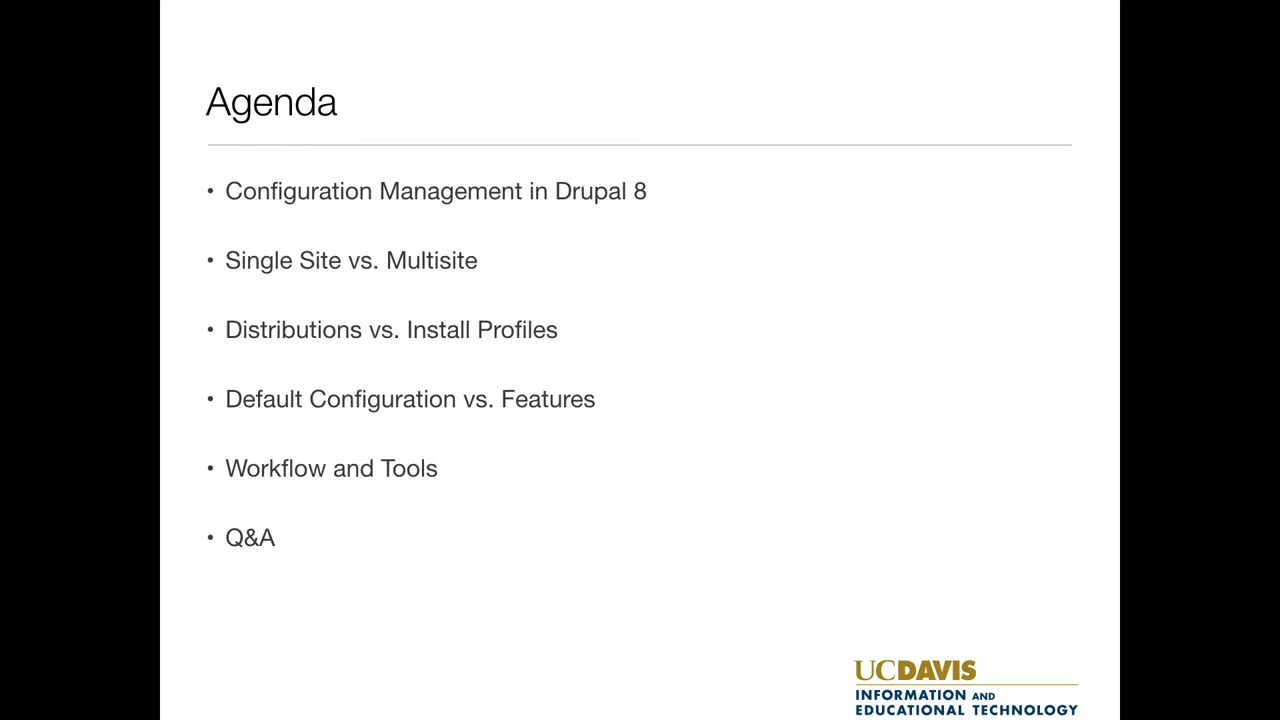 Agenda
• Configuration Management in Drupal 8
• Single Site vs. Multisite
• Distributions vs. Install Profiles
• Default Configuration vs. Features
• Workflow and Tools
• Q&A
UCDAVIS
INFORMATION AND
EDUCATIONAL TECHNOLOGY